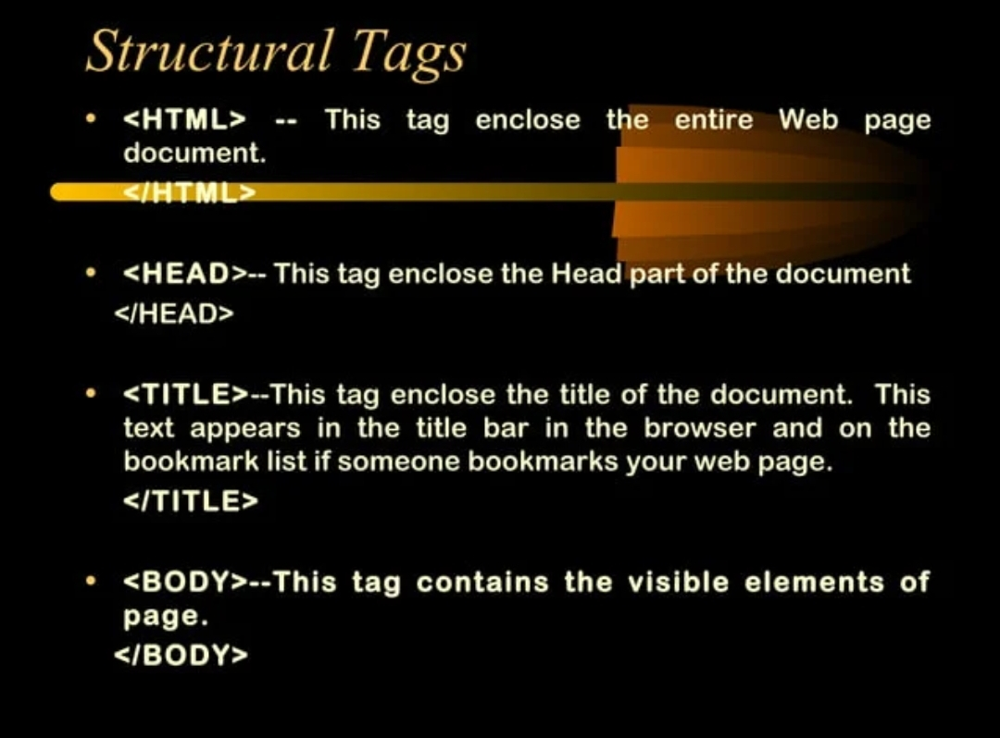 Structural Tags
• <HTML> -- This tag enclose the entire Web page
document.
</HTML>
• <HEAD>-- This tag enclose the Head part of the document
</HEAD>
• <TITLE>--This tag enclose the title of the document. This
text appears in the title bar in the browser and on the
bookmark list if someone bookmarks your web page.
</TITLE>
• <BODY>--This tag contains the visible elements of
page.
</BODY>